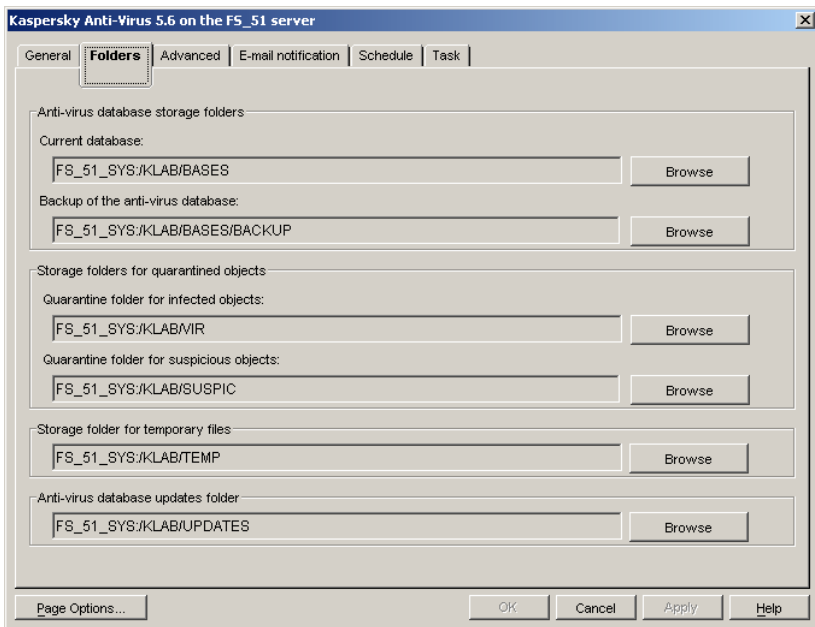 Kaspersky Anti-Virus 5.6 on the FS_51 server
General Folders Advanced E-mail notification Schedule Task
Anti-virus database storage folders
Current database:
FS_51_SYS:/KLAB/BASES Browse
Backup of the anti-virus database:
FS_51_SYS:/KLAB/BASES/BACKUP Browse
Storage folders for quarantined objects
Quarantine folder for infected objects:
FS_51_SYS:/KLAB/VIR Browse
Quarantine folder for suspicious objects:
FS_51_SYS:/KLAB/SUSPIC Browse
Storage folder for temporary files
FS_51_SYS:/KLAB/TEMP Browse
Anti-virus database updates folder
FS_51_SYS:/KLAB/UPDATES Browse
Page Options... OK Cancel Apply Help